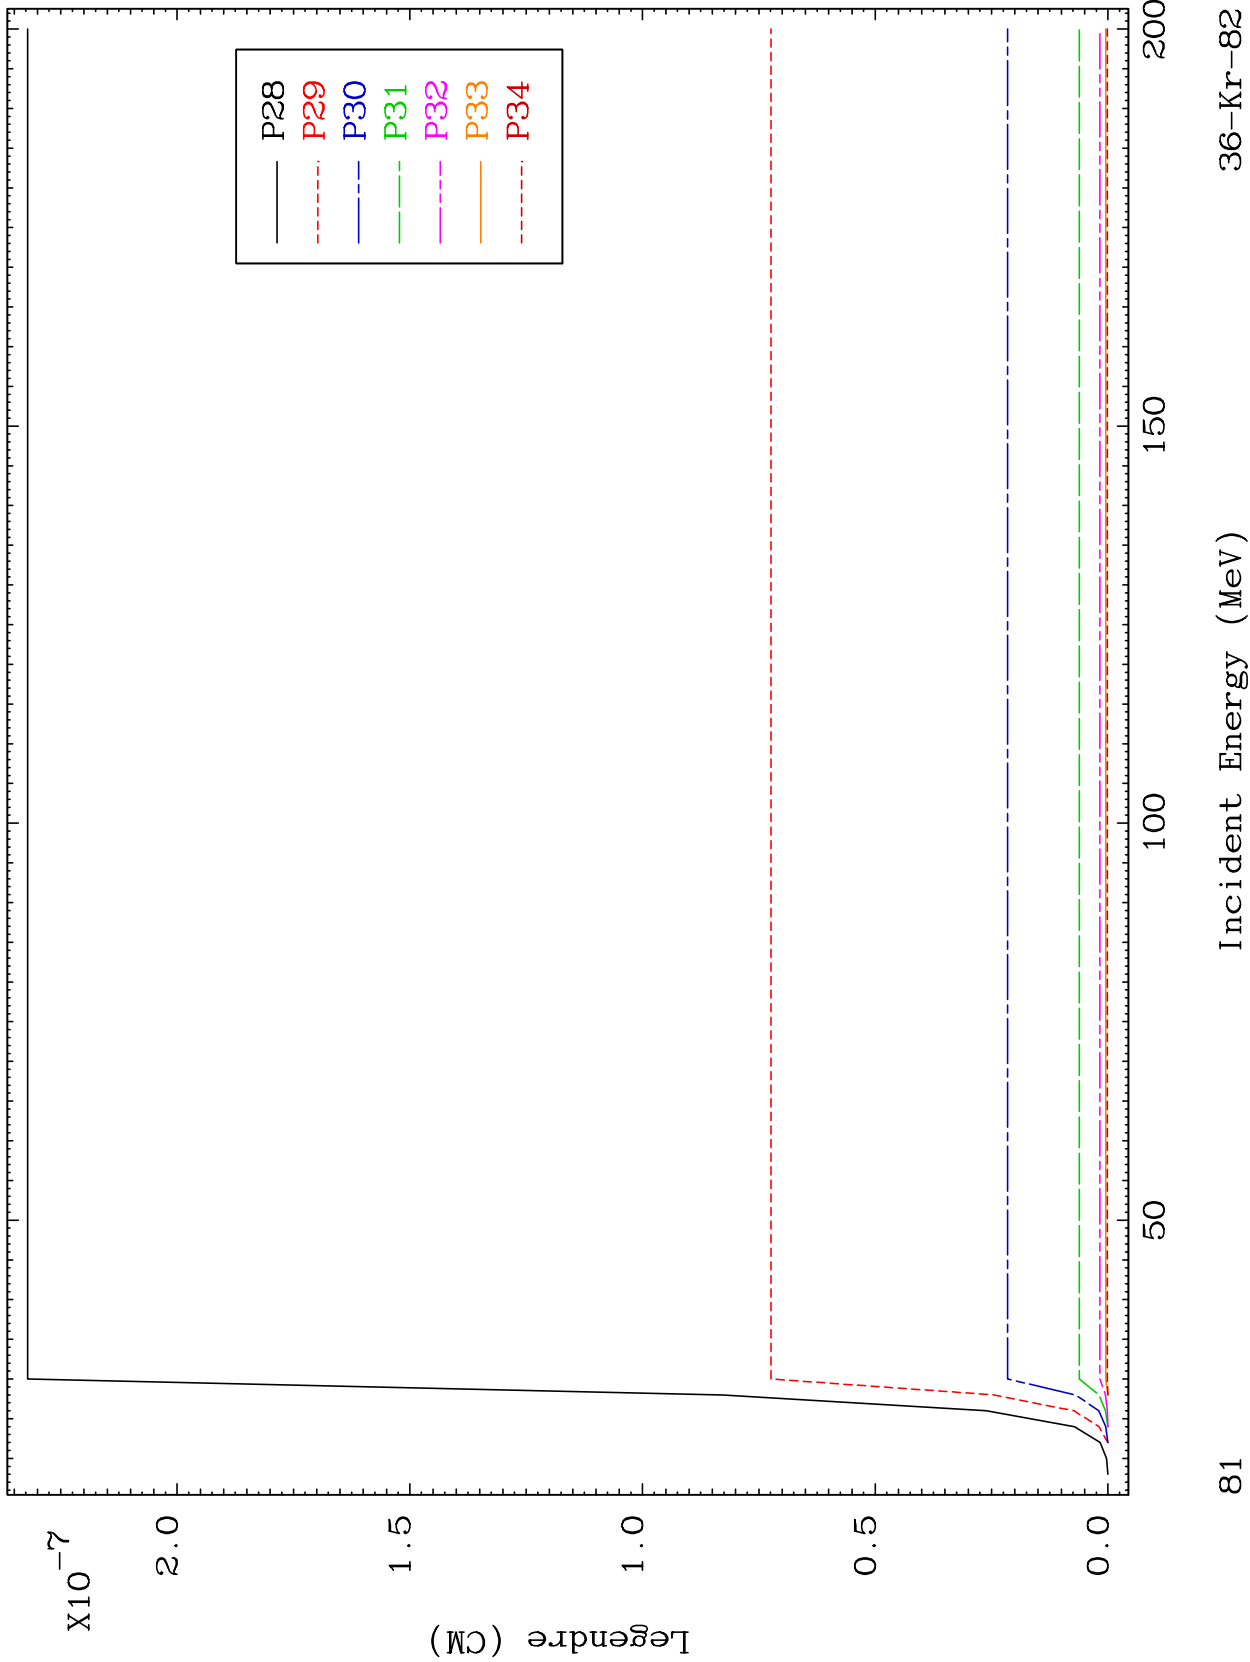 X10-7
2.0
1.5
1.0
0.5
0.0
Legendre (CM)
P28
P29
P30
P31
P32
P33
P34
50
100
150
200
Incident Energy (MeV)
81
36-Kr-82